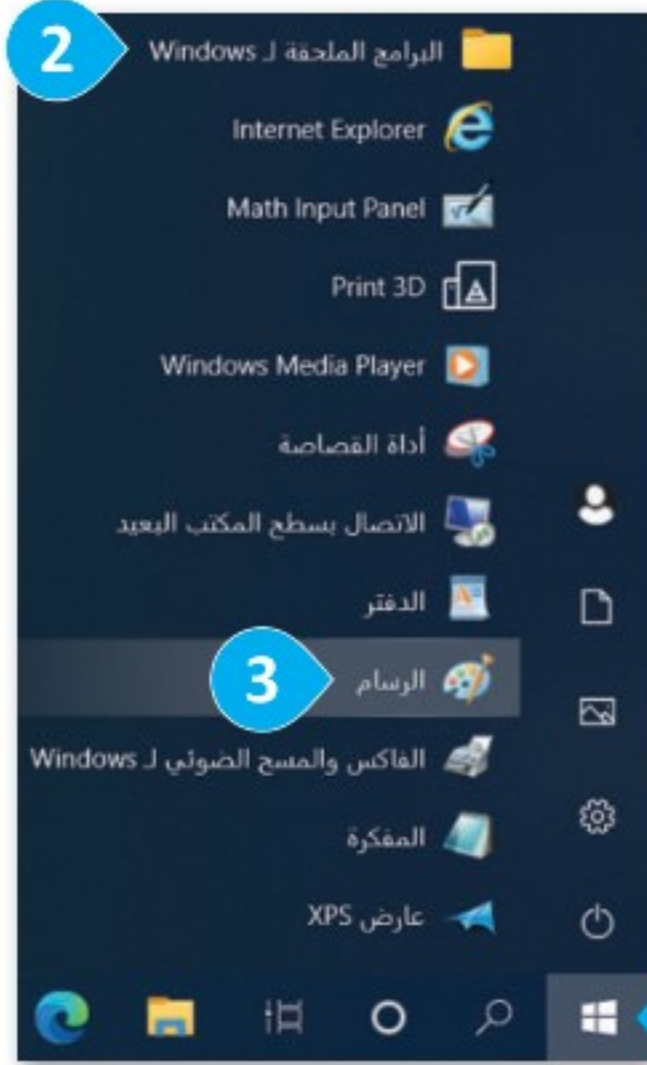 2
البرامج الملحقة لـ Windows
Internet Explorer
Math Input Panel
Print 3D
Windows Media Player
أداة القصاصة
الاتصال بسطح المكتب البعيد
الدفتر
الرسام
3
الفاكس والمسح الضوئي لـ Windows
المفكرة
عارض XPS